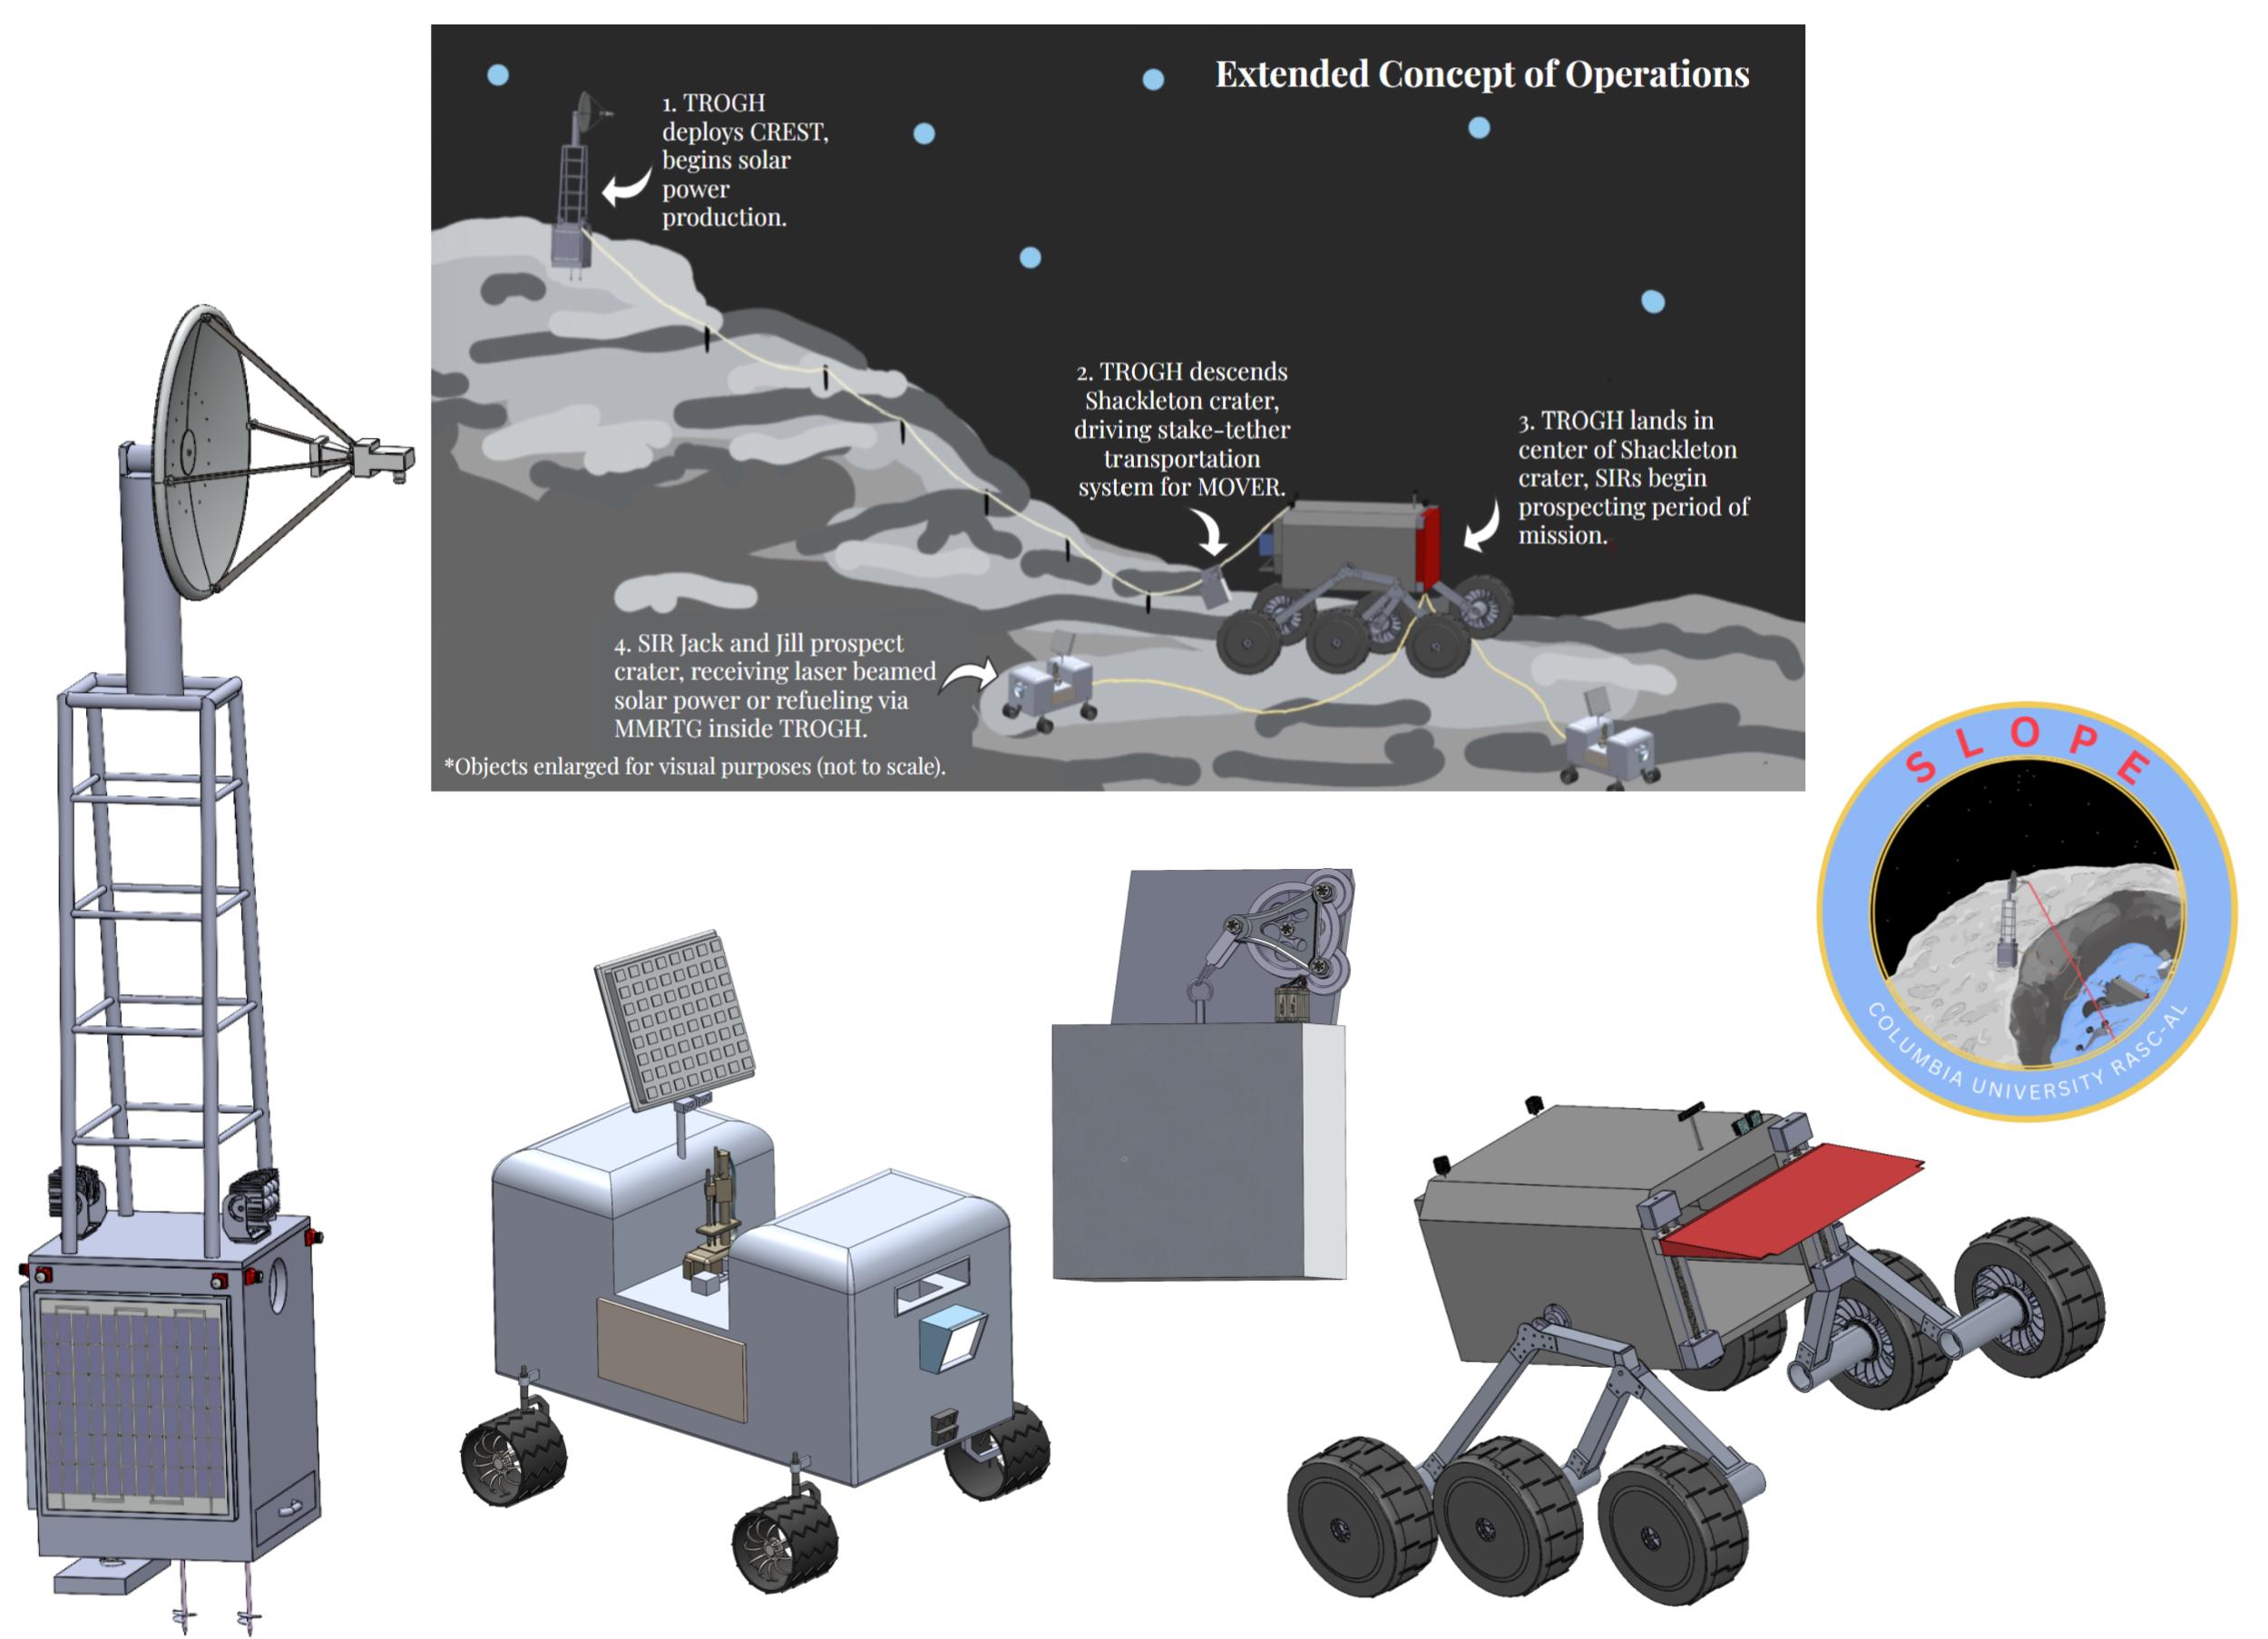 Extended Concept of Operations
1. TROGH
deploys CREST,
begins solar
power
production.
2. TROGH descends
Shackleton crater,
driving stake-tether
transportation
system for MOVER.
3. TROGH lands in
center of Shackleton
crater, SIRs begin
prospecting period of
mission.
4. SIR Jack and Jill prospect
crater, receiving laser beamed
solar power or refueling via
MMRTG inside TROGH.
*Objects enlarged for visual purposes (not to scale).
SLOPE
COLUMBIA UNIVERSITY RASC-AL